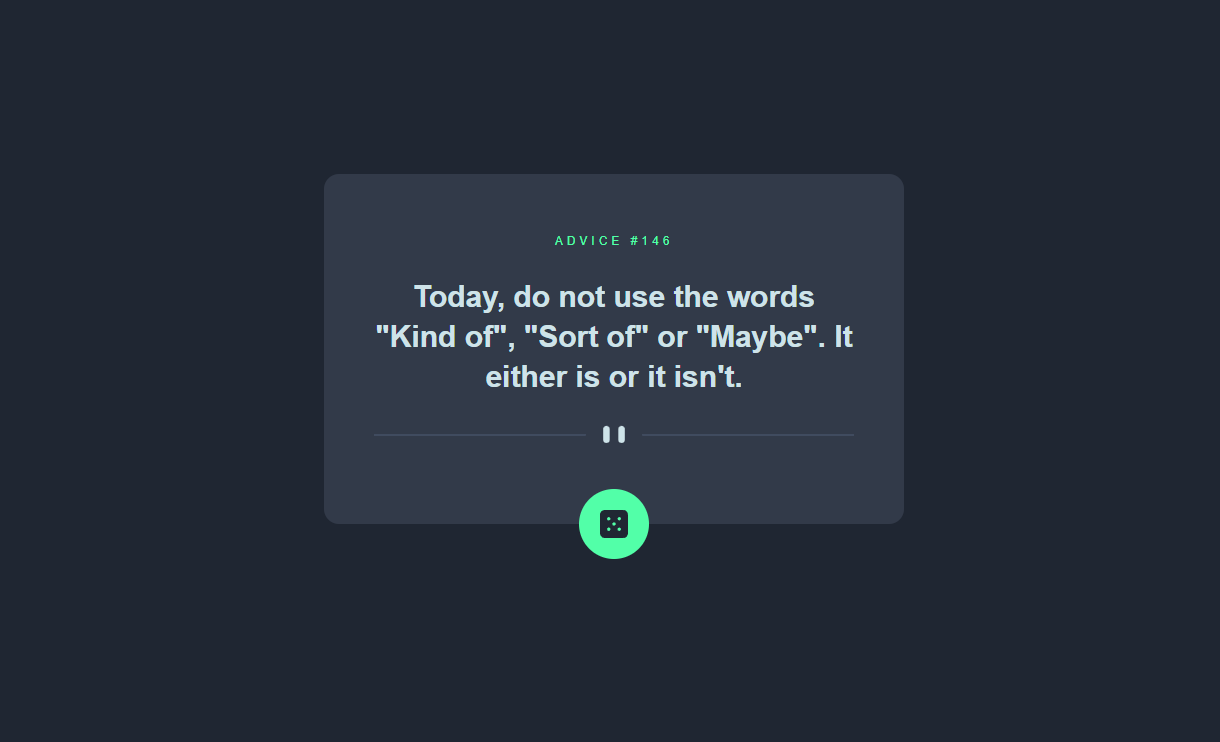 ADVICE #146
Today, do not use the words
"Kind of", "Sort of" or "Maybe". It
either is or it isn't.